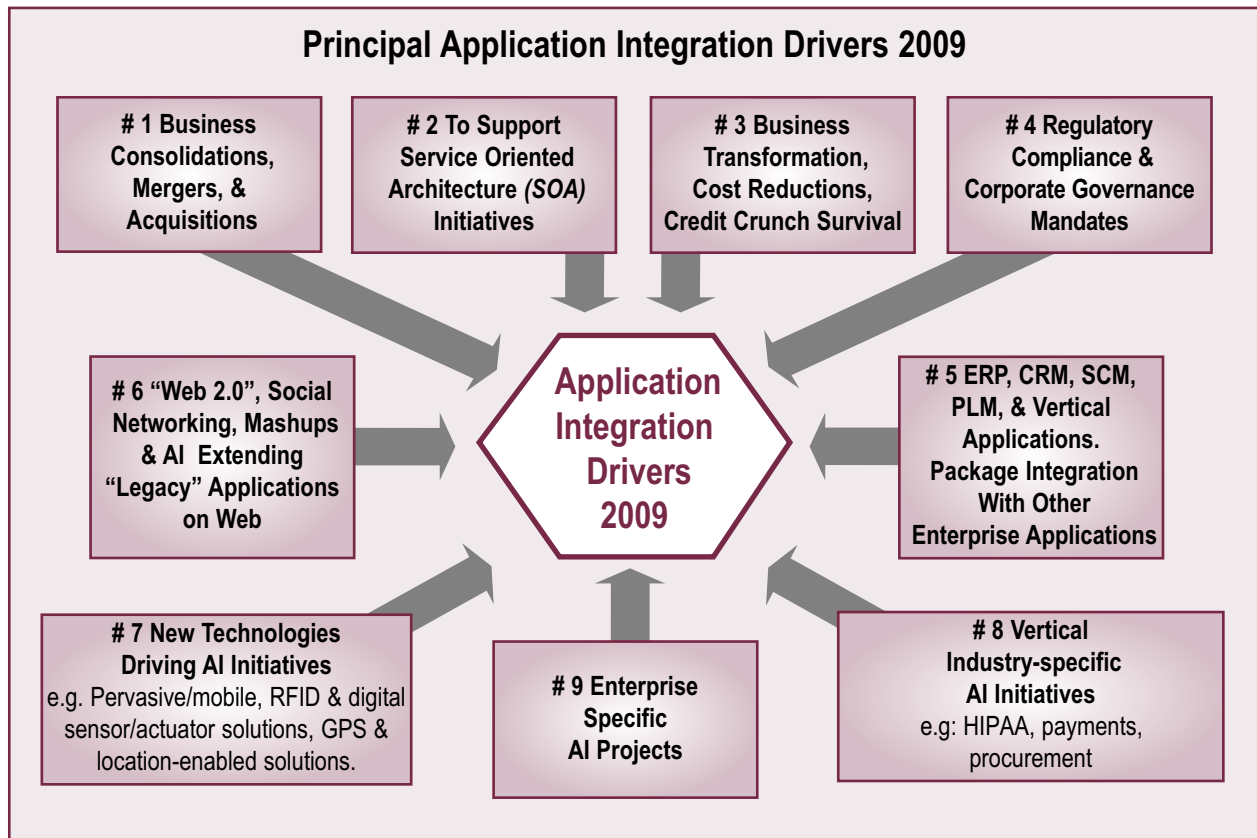 Principal Application Integration Drivers 2009
# 1 Business
Consolidations,
Mergers, &
Acquisitions
# 2 To Support
Service Oriented
Architecture (SOA)
Initiatives
# 3 Business
Transformation,
Cost Reductions,
Credit Crunch Survival
# 4 Regulatory
Compliance &
Corporate Governance
Mandates
# 6 “Web 2.0”, Social
Networking, Mashups
& AI Extending
“Legacy” Applications
on Web
Application
Integration
Drivers
2009
# 5 ERP, CRM, SCM,
PLM, & Vertical
Applications.
Package Integration
With Other
Enterprise Applications
# 7 New Technologies
Driving AI Initiatives
e.g. Pervasive/mobile, RFID & digital
sensor/actuator solutions, GPS &
location-enabled solutions.
# 9 Enterprise
Specific
AI Projects
# 8 Vertical
Industry-specific
AI Initiatives
e.g: HIPAA, payments,
procurement